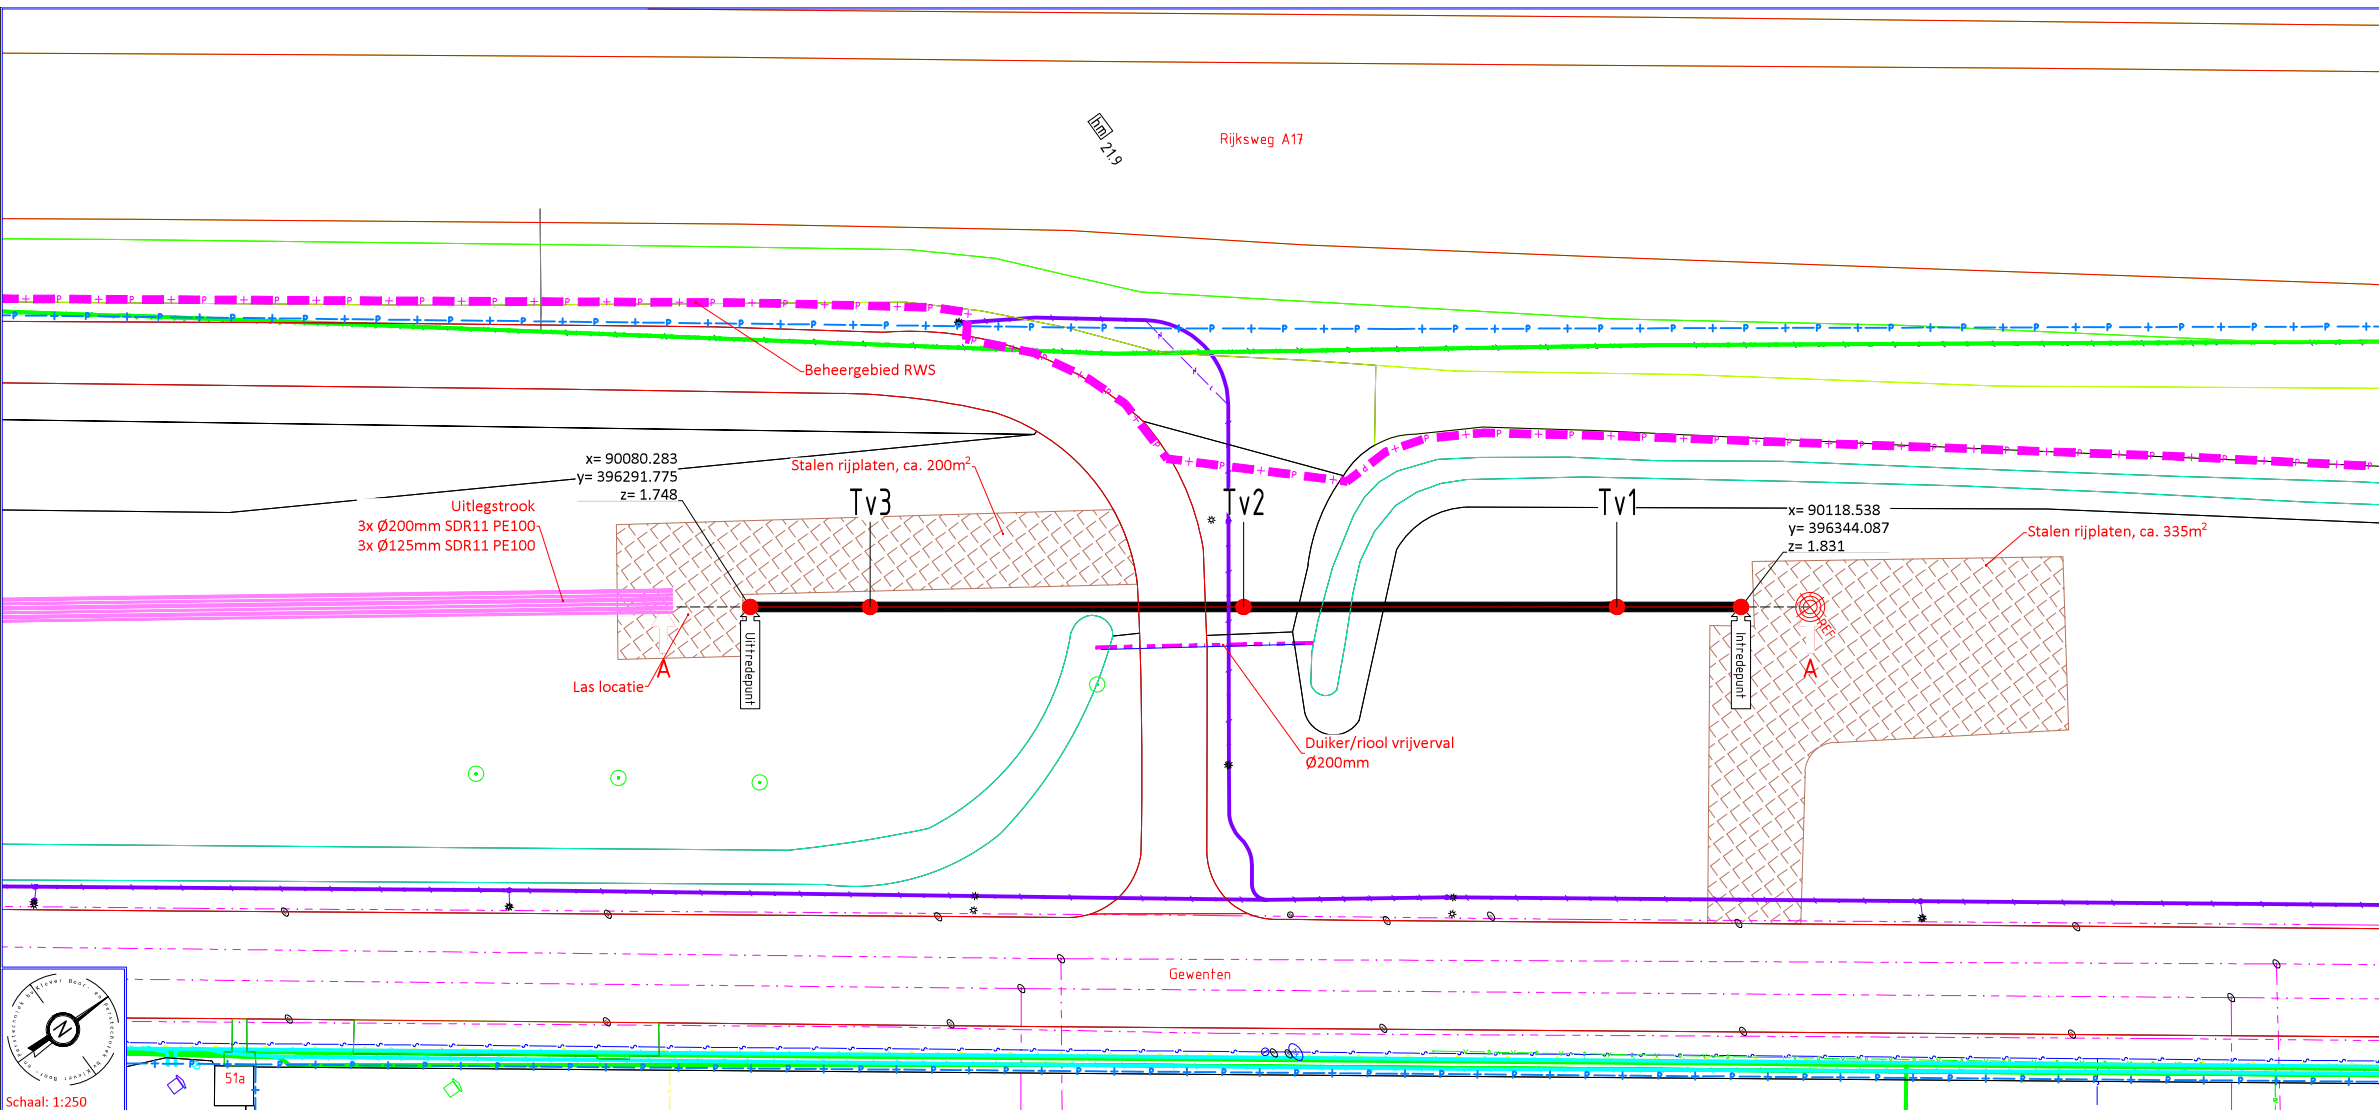 Rijksweg A17
hm 21.9
Beheergebied RWS
x= 90080.283
y= 396291.775
z= 1.748
Stalen rijplaten, ca. 200m²
Uitlegstrook
3x Ø200mm SDR11 PE100
3x Ø125mm SDR11 PE100
Tv3
Tv2
Tv1
x= 90118.538
y= 396344.087
z= 1.831
Stalen rijplaten, ca. 335m²
REF
Uittredepunt
Intredepunt
A
A
Las locatie
Duiker/riool vrijverval
Ø200mm
Gewenten
N
51a
Schaal: 1:250